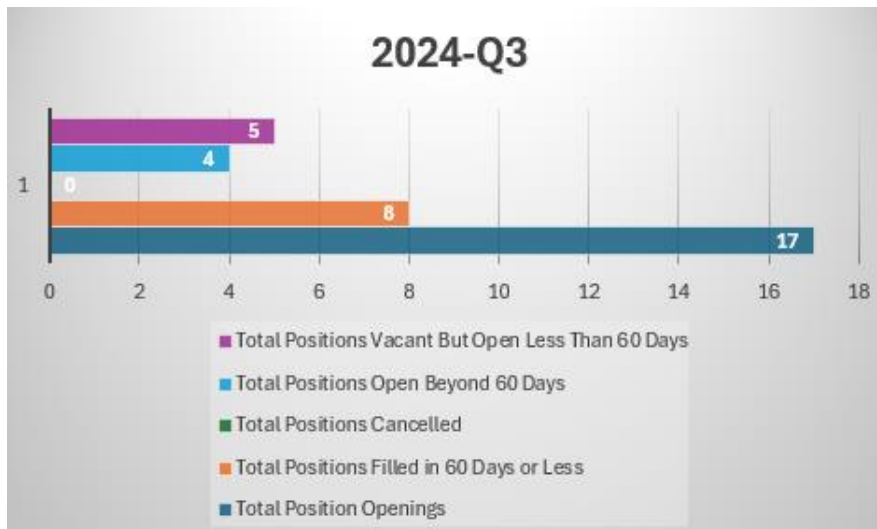 2024-Q3
5
4
1
0
8
17
0 2 4 6 8 10 12 14 16 18
Total Positions Vacant But Open Less Than 60 Days
Total Positions Open Beyond 60 Days
Total Positions Cancelled
Total Positions Filled in 60 Days or Less
Total Position Openings